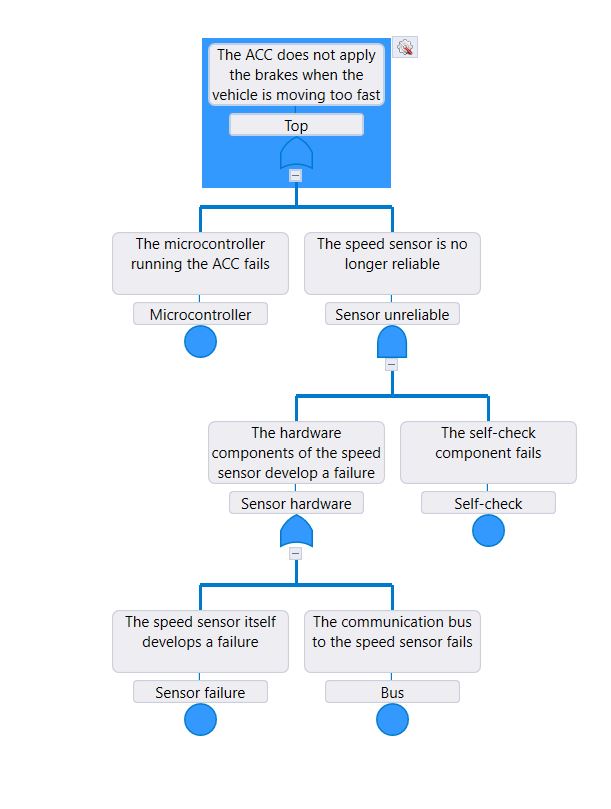 The ACC does not apply
the brakes when the
vehicle is moving too fast
Top
The microcontroller
running the ACC fails
Microcontroller
The speed sensor is no
longer reliable
Sensor unreliable
The hardware
components of the speed
sensor develop a failure
Sensor hardware
The self-check
component fails
Self-check
The speed sensor itself
develops a failure
Sensor failure
The communication bus
to the speed sensor fails
Bus